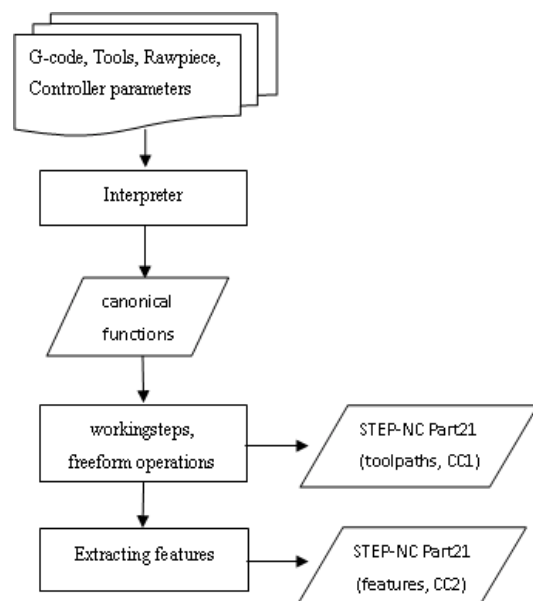 G-code, Tools, Rawpiece,
Controller parameters
Interpreter
canonical
functions
workingsteps,
freeform operations
STEP-NC Part21
(toolpaths, CC1)
Extracting features
STEP-NC Part21
(features, CC2)